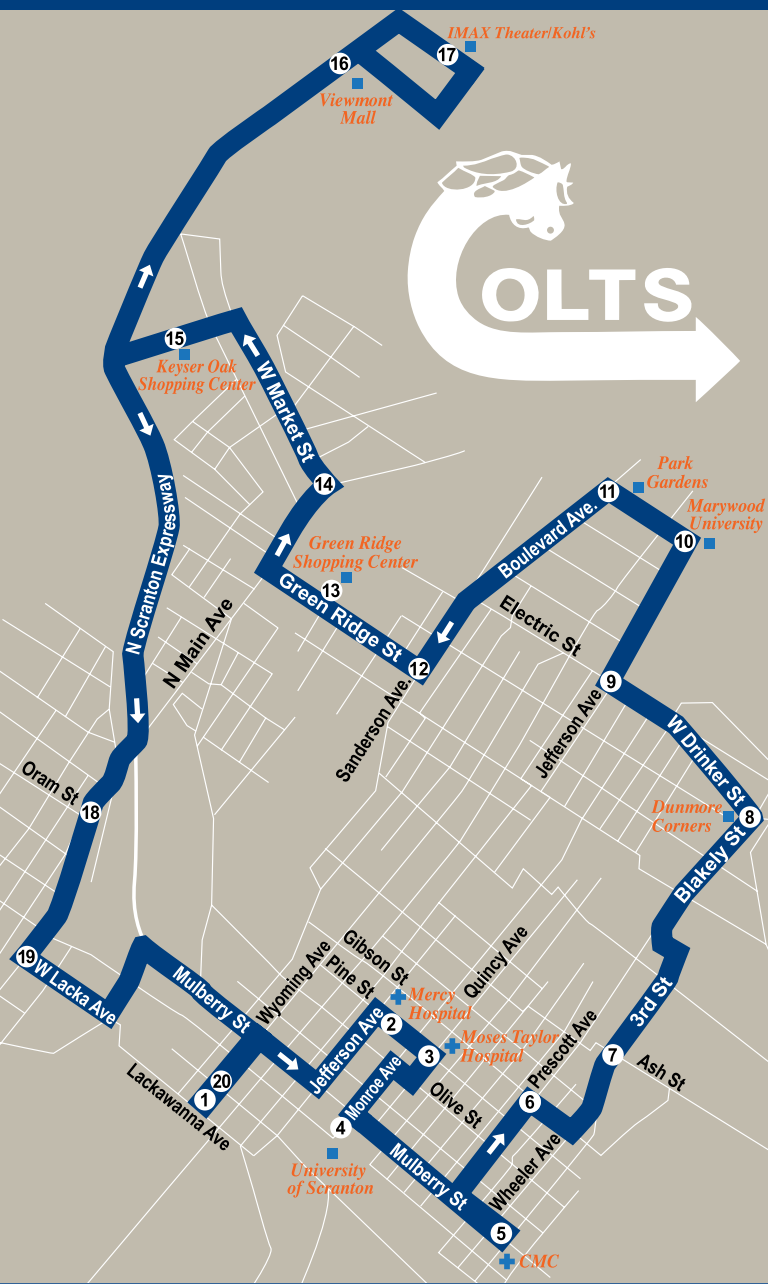 IMAX Theater/Kohl's
17
16
Viewmont
Mall
COLTS
15
Keyser Oak
Shopping Center
W Market St
14
N Scranton Expressway
Park
Gardens
11
Marywood
University
10
Boulevard Ave.
Green Ridge
Shopping Center
13
Green Ridge St
12
Electric St
N Main Ave
Sanderson Ave.
9
Jefferson Ave
W Drinker St
Oram St
18
Dunmore
Corners
8
Blakely St
19
W Lacka Ave
Mulberry St
Wyoming Ave
Gibson St
Pine St
Quincy Ave
Mercy
Hospital
2
Jefferson Ave
3
Moses Taylor
Hospital
3rd St
7
Ash St
Prescott Ave
6
Lackawanna Ave
20
1
Monroe Ave
Olive St
4
University
of Scranton
Mulberry St
Wheeler Ave
5
CMC